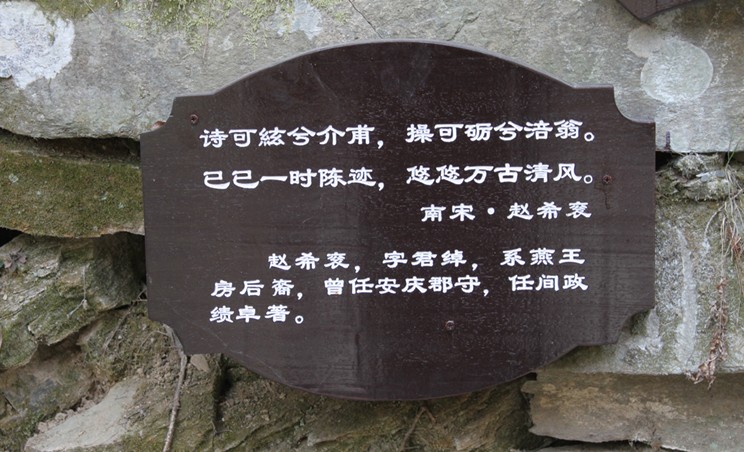 诗可絃兮介甫，操可砺兮涪翁。
已已一时陈迹，悠悠万古清风。
南宋·赵希衮
赵希衮，字君绰，系燕王
房后裔，曾任安庆郡守，任间政
绩卓著。